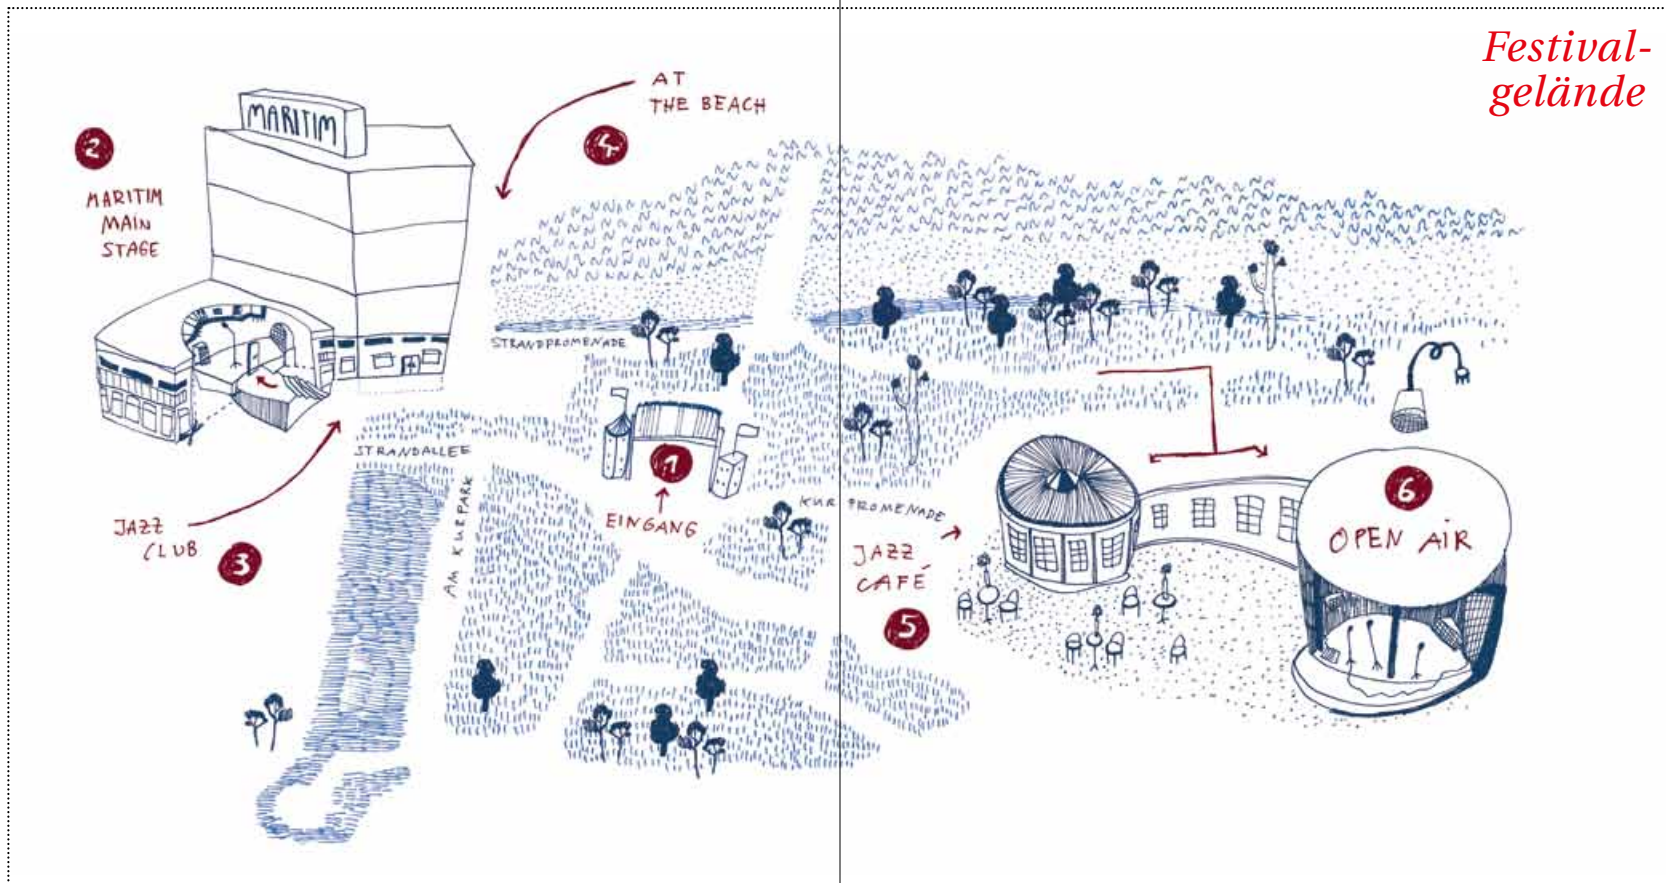 Festival-
gelände
AT
THE BEACH
4
MARITIM
2
MARITIM
MAIN
STAGE
STRANDPROMENADE
STRANDALLEE
AM KURPARK
1
EINGANG
JAZZ
CLUB
3
KURPROMENADE
JAZZ
CAFÉ
5
6
OPEN AIR